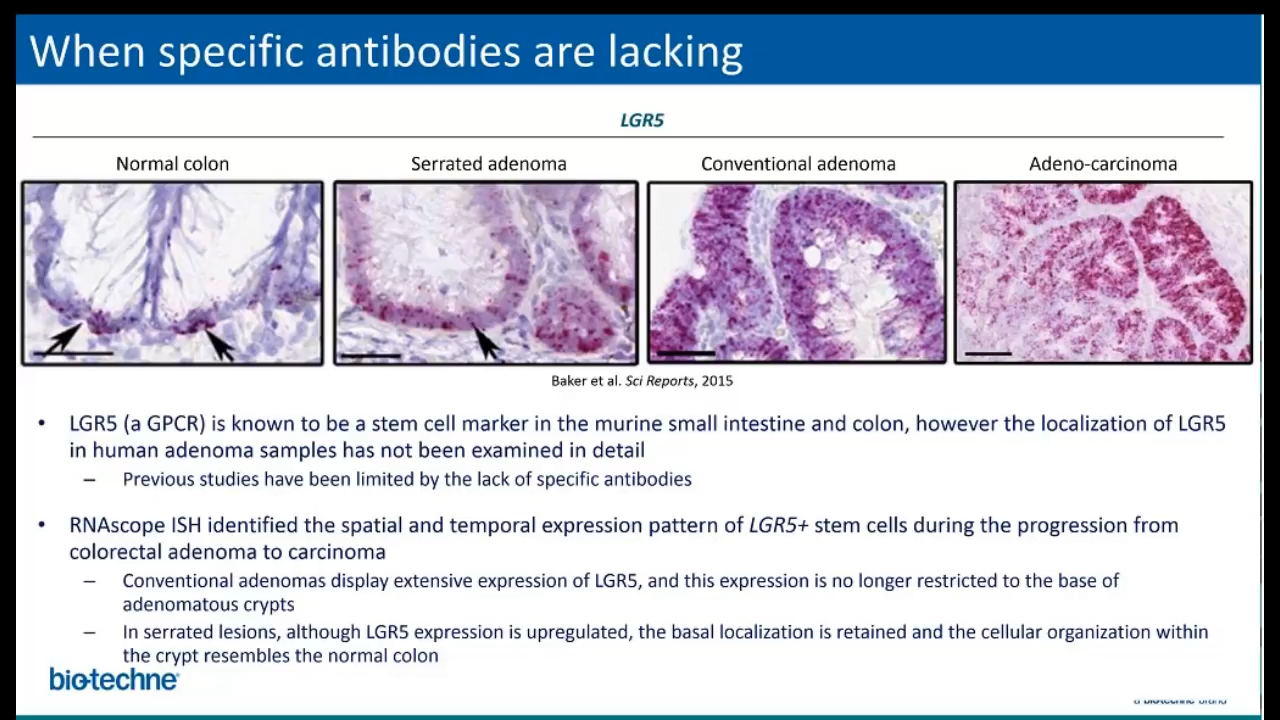 When specific antibodies are lacking
LGR5
Normal colon
Serrated adenoma
Conventional adenoma
Adeno-carcinoma
Baker et al. Sci Reports, 2015
• LGR5 (a GPCR) is known to be a stem cell marker in the murine small intestine and colon, however the localization of LGR5
in human adenoma samples has not been examined in detail
– Previous studies have been limited by the lack of specific antibodies
• RNAscope ISH identified the spatial and temporal expression pattern of LGR5+ stem cells during the progression from
colorectal adenoma to carcinoma
– Conventional adenomas display extensive expression of LGR5, and this expression is no longer restricted to the base of
adenomatous crypts
– In serrated lesions, although LGR5 expression is upregulated, the basal localization is retained and the cellular organization within
the crypt resembles the normal colon
bio-techne®
a biotechne brand